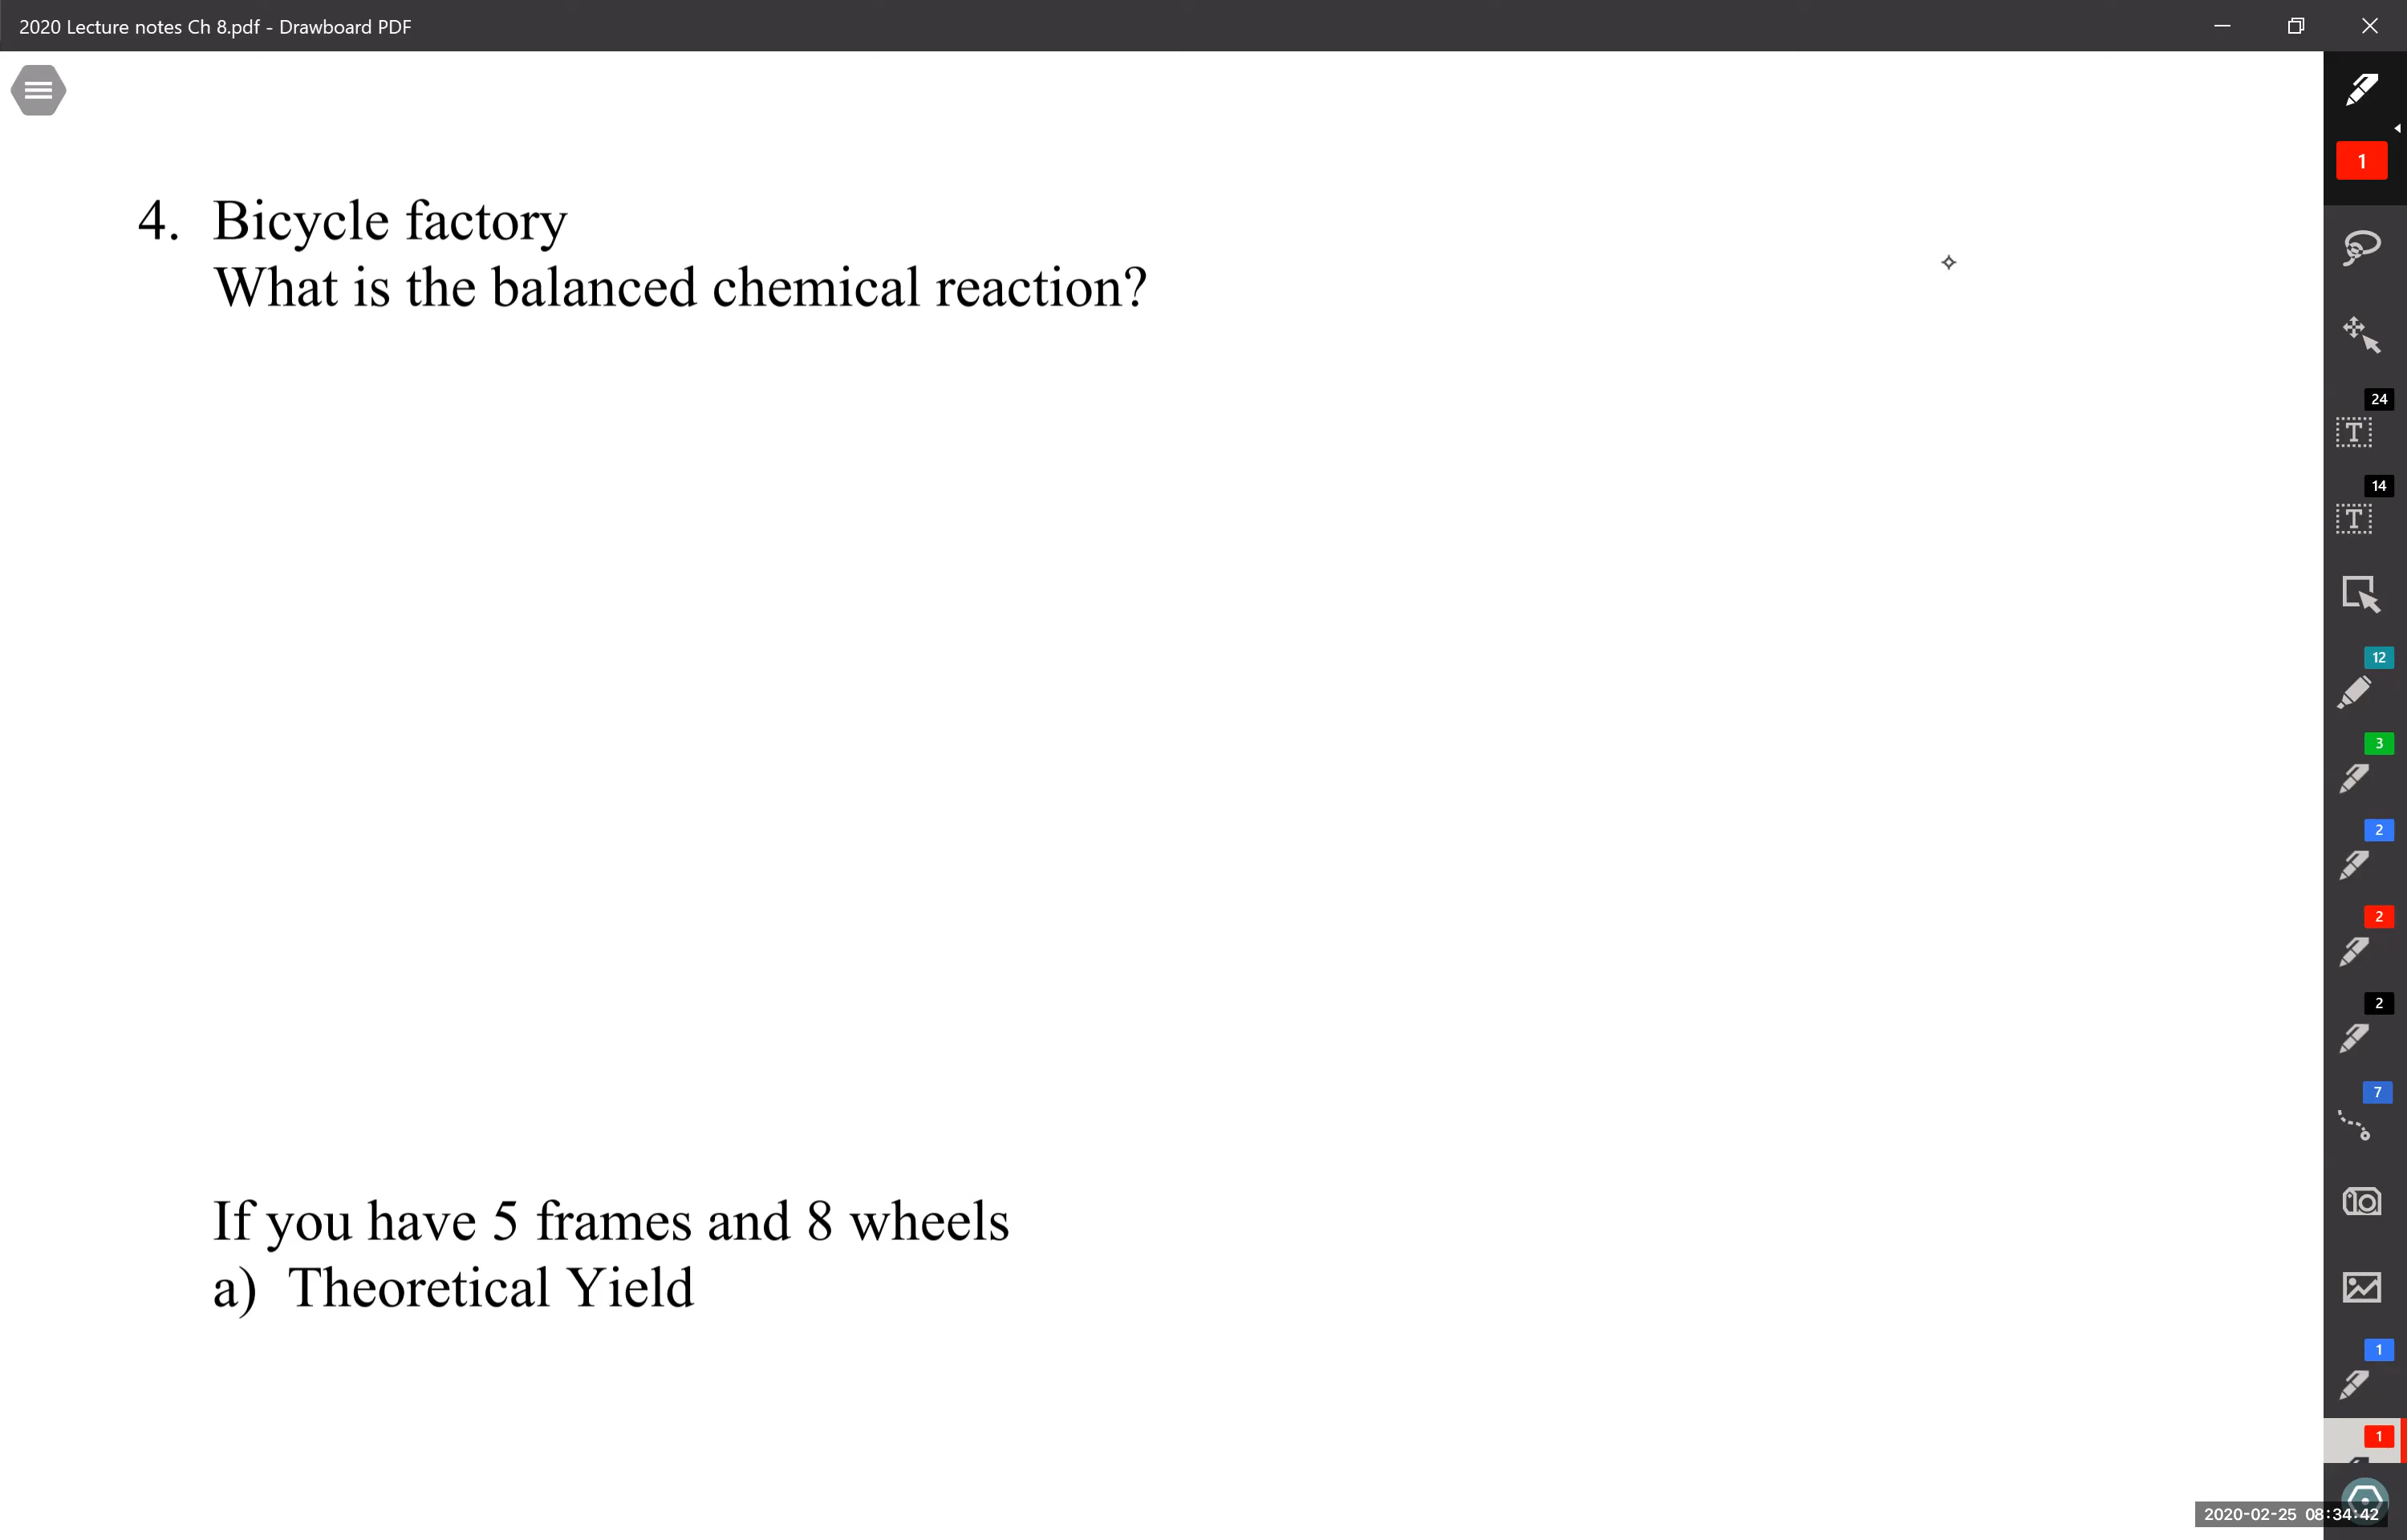 2020 Lecture notes Ch 8.pdf - Drawboard PDF
1
4. Bicycle factory
What is the balanced chemical reaction?
24
14
12
3
2
2
2
7
If you have 5 frames and 8 wheels
a) Theoretical Yield
1
1
2020-02-25 08:34:42